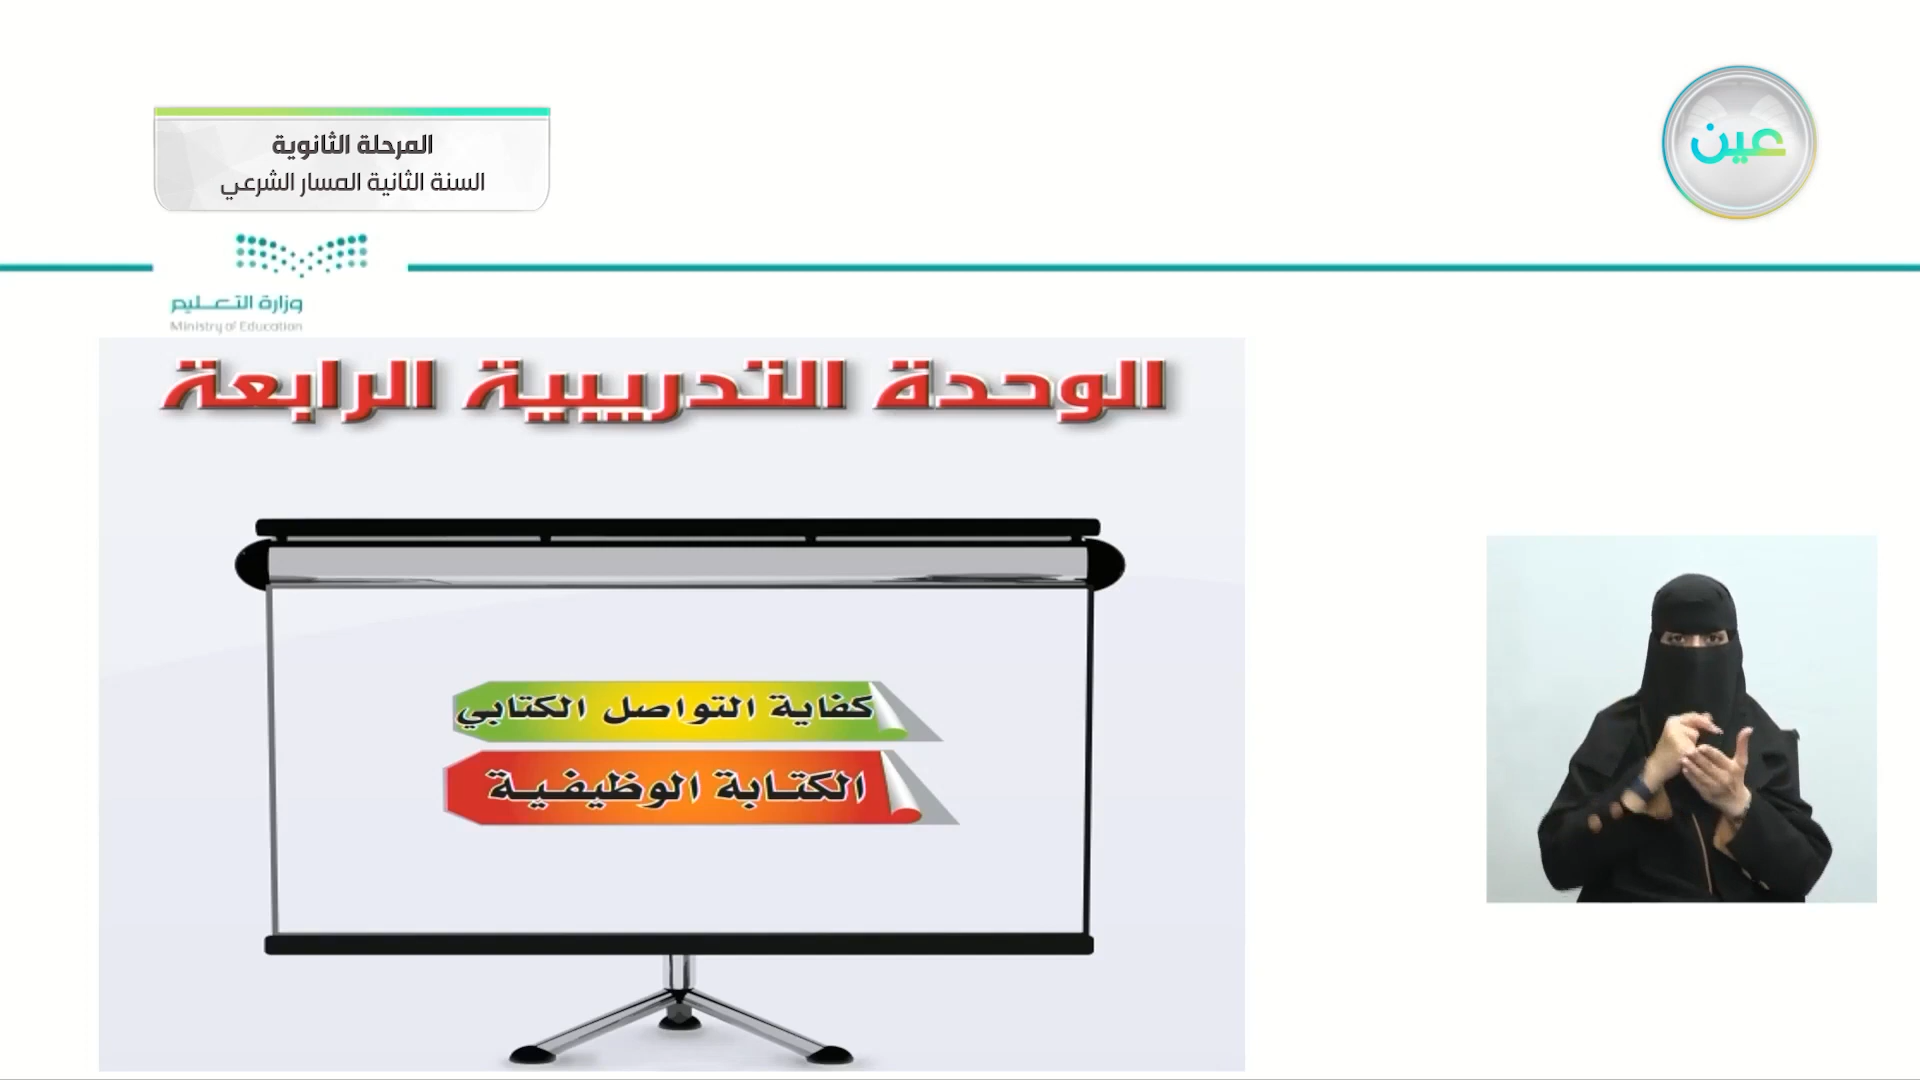 عين
المرحلة الثانوية
السنة الثانية المسار الشرعي
وزارة التعليم
Ministry of Education
الوحدة التدريبية الرابعة
كفاية التواصل الكتابي
الكتابة الوظيفية